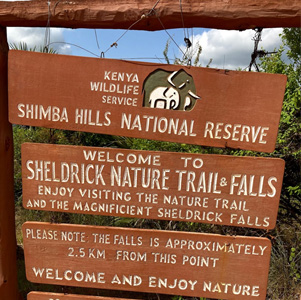 KENYA
WILDLIFE
SERVICE
SHIMBA HILLS NATIONAL RESERVE
WELCOME TO
SHELDRICK NATURE TRAIL & FALLS
ENJOY VISITING THE NATURE TRAIL
AND THE MAGNIFICIENT SHELDRICK FALLS
PLEASE NOTE: THE FALLS IS APPROXIMATELY
2.5 KM FROM THIS POINT
WELCOME AND ENJOY NATURE